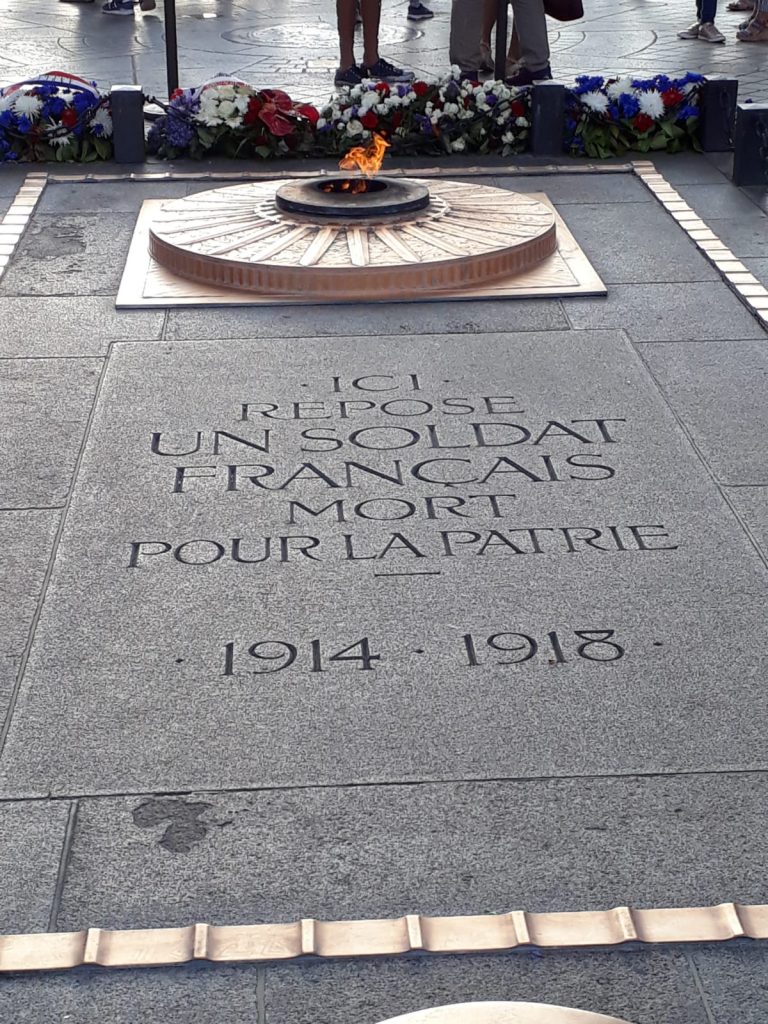 · ICI ·
REPOSE
UN SOLDAT
FRANÇAIS
MORT
POUR LA PATRIE
· 1914 · 1918 ·